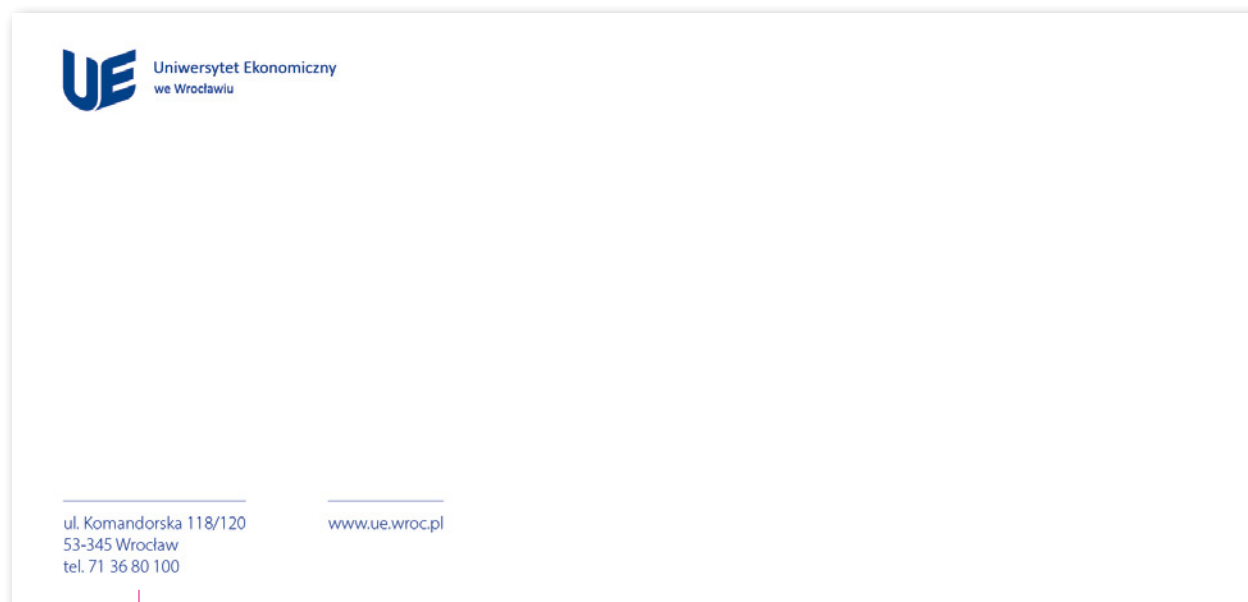 UE
Uniwersytet Ekonomiczny
we Wrocławiu
ul. Komandorska 118/120
53-345 Wrocław
tel. 71 36 80 100
www.ue.wroc.pl